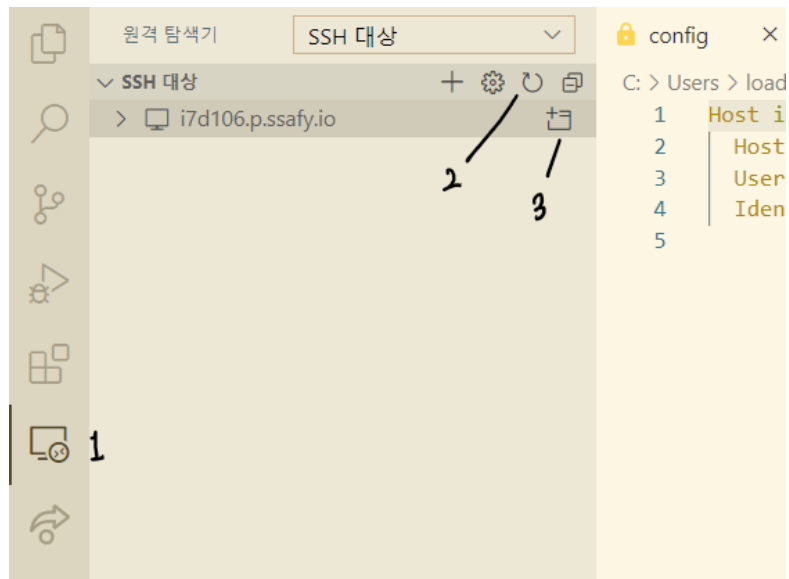 원격 탐색기
SSH 대상
SSH 대상
i7d106.p.ssafy.io
2
3
1
config
C: > Users > load
1 Host i
2 Host
3 User
4 Iden
5